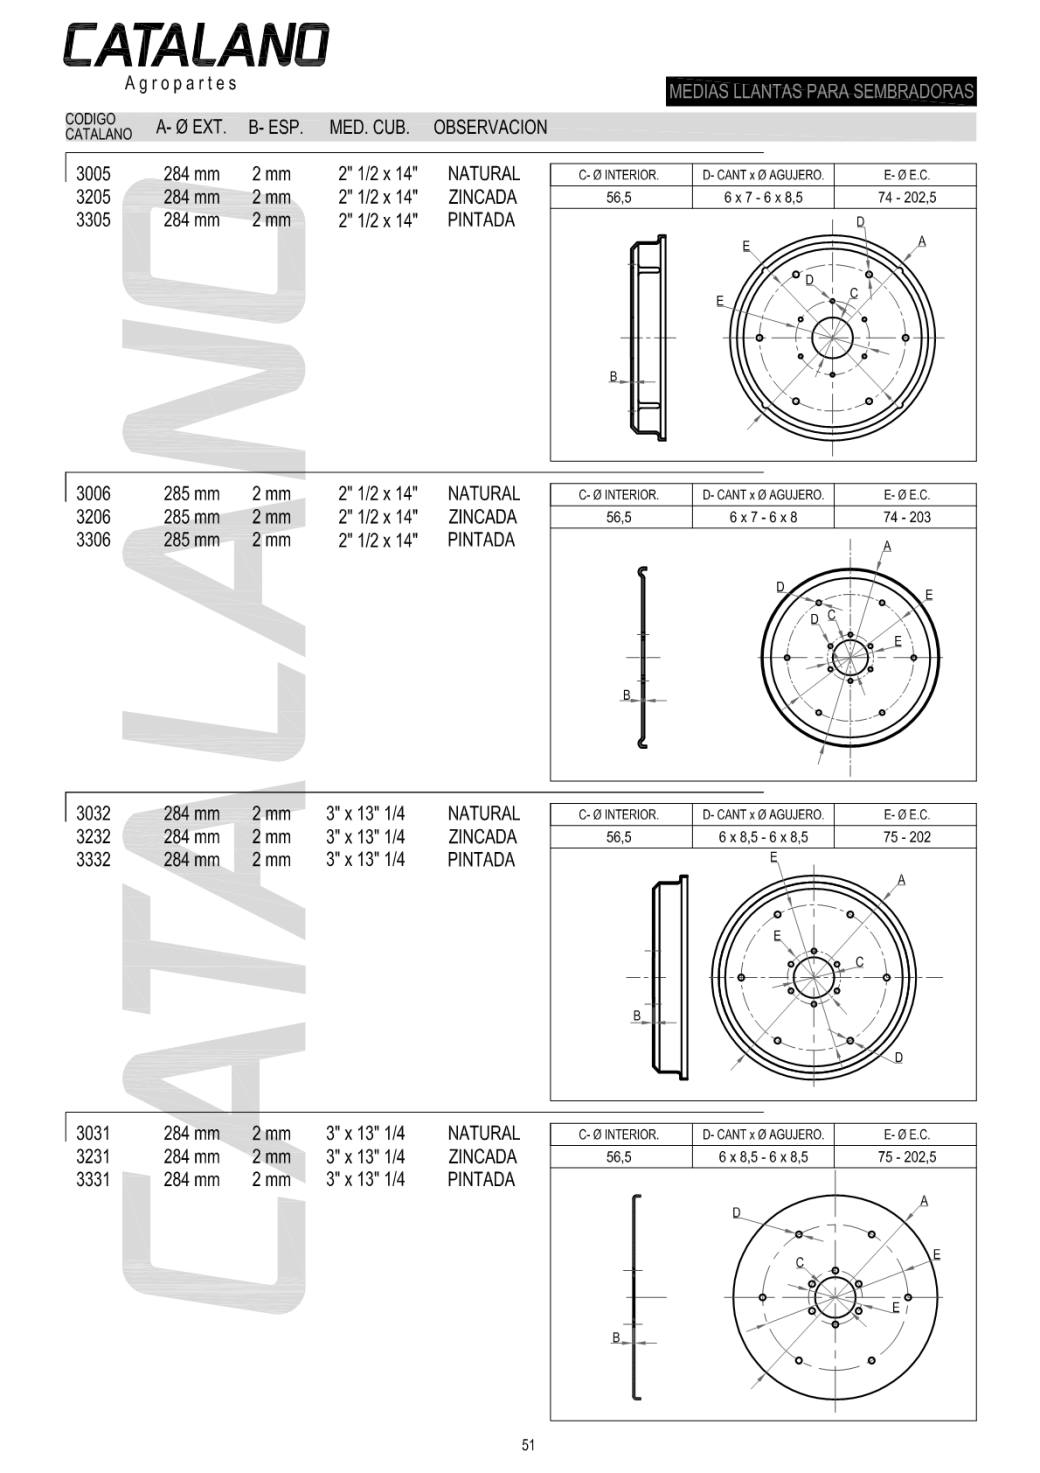 CATALANO
Agropartes
MEDIAS LLANTAS PARA SEMBRADORAS
CODIGO CATALANO A- Ø EXT. B- ESP. MED. CUB. OBSERVACION
3005 284 mm 2 mm 2" 1/2 x 14" NATURAL
3205 284 mm 2 mm 2" 1/2 x 14" ZINCADA
3305 284 mm 2 mm 2" 1/2 x 14" PINTADA
C- Ø INTERIOR. D- CANT x Ø AGUJERO. E- Ø E.C.
56,5 6 x 7 - 6 x 8,5 74 - 202,5
D
A
E
D
C
E
B
3006 285 mm 2 mm 2" 1/2 x 14" NATURAL
3206 285 mm 2 mm 2" 1/2 x 14" ZINCADA
3306 285 mm 2 mm 2" 1/2 x 14" PINTADA
C- Ø INTERIOR. D- CANT x Ø AGUJERO. E- Ø E.C.
56,5 6 x 7 - 6 x 8 74 - 203
A
D
E
D C
E
B
3032 284 mm 2 mm 3" x 13" 1/4 NATURAL
3232 284 mm 2 mm 3" x 13" 1/4 ZINCADA
3332 284 mm 2 mm 3" x 13" 1/4 PINTADA
C- Ø INTERIOR. D- CANT x Ø AGUJERO. E- Ø E.C.
56,5 6 x 8,5 - 6 x 8,5 75 - 202
E
A
E
C
B
D
3031 284 mm 2 mm 3" x 13" 1/4 NATURAL
3231 284 mm 2 mm 3" x 13" 1/4 ZINCADA
3331 284 mm 2 mm 3" x 13" 1/4 PINTADA
C- Ø INTERIOR. D- CANT x Ø AGUJERO. E- Ø E.C.
56,5 6 x 8,5 - 6 x 8,5 75 - 202,5
A
D
E
C
E
B
CATALANO
51